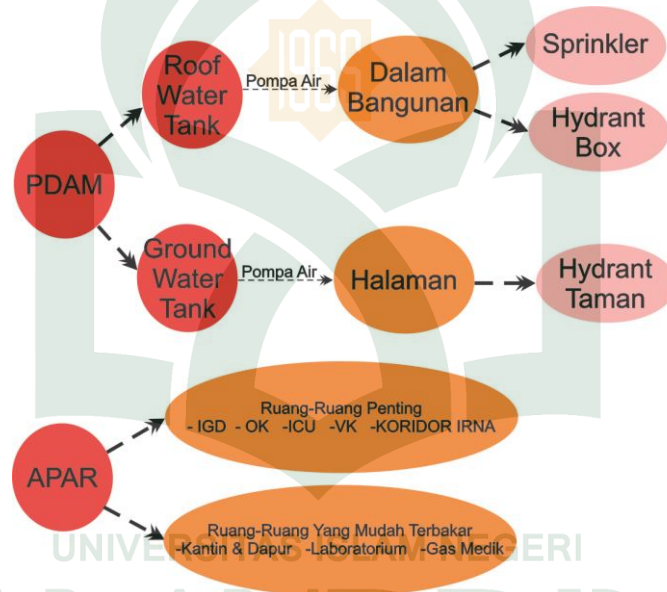 1963
Roof
Water
Tank
Pompa Air
Dalam
Bangunan
Sprinkler
Hydrant
Box
PDAM
Ground
Water
Tank
Pompa Air
Halaman
Hydrant
Taman
Ruang-Ruang Penting
- IGD - OK -ICU -VK -KORIDOR IRNA
APAR
Ruang-Ruang Yang Mudah Terbakar
-Kantin & Dapur -Laboratorium -Gas Medik
UNIVERSITAS ISLAM NEGERI